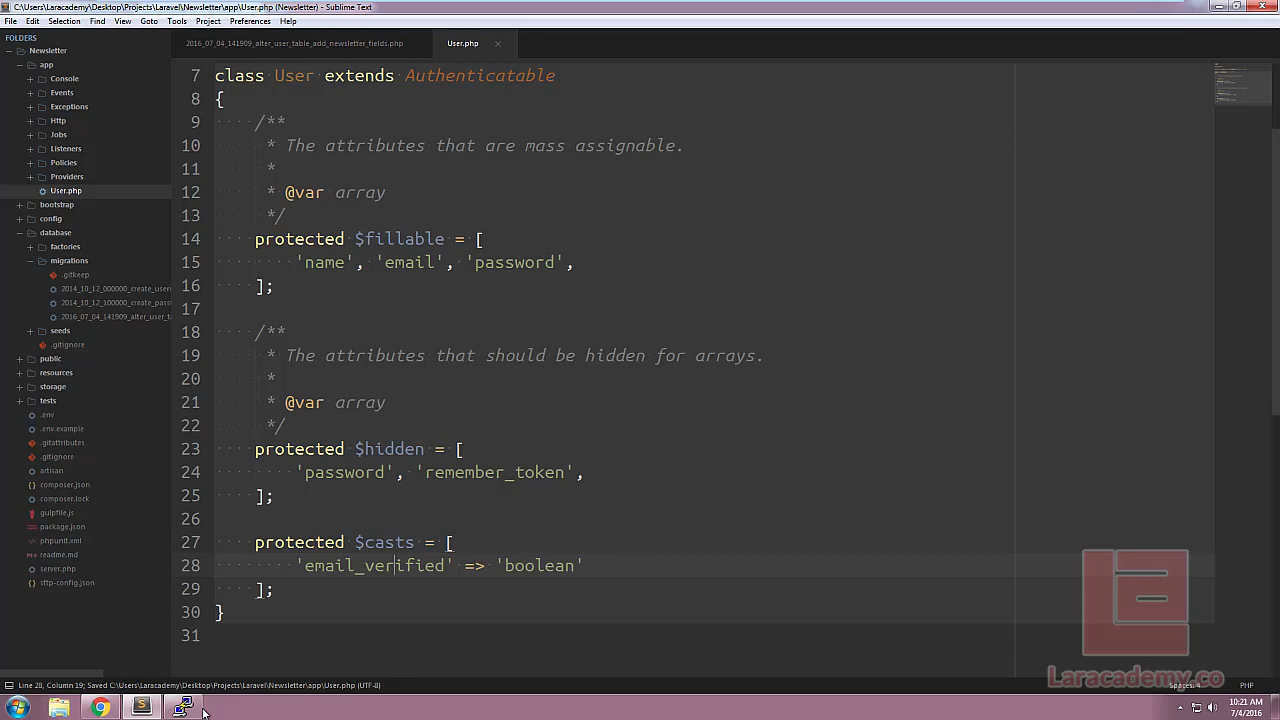 C:\Users\Laracademy\Desktop\Projects\Laravel\Newsletter\app\User.php (Newsletter) - Sublime Text
File Edit Selection Find View Goto Tools Project Preferences Help
FOLDERS
Newsletter
app
Console
Events
Exceptions
Http
Jobs
Listeners
Policies
Providers
User.php
bootstrap
config
database
factories
migrations
.gitkeep
2014_10_12_000000_create_users
2014_10_12_100000_create_pass
2016_07_04_141909_alter_user_t
seeds
.gitignore
public
resources
storage
tests
.env
.env.example
.gitattributes
.gitignore
artisan
composer.json
composer.lock
gulpfile.js
package.json
phpunit.xml
readme.md
server.php
sftp-config.json
2016_07_04_141909_alter_user_table_add_newsletter_fields.php
User.php
7 class User extends Authenticatable
8 {
9 /**
10 * The attributes that are mass assignable.
11 *
12 * @var array
13 */
14 protected $fillable = [
15 'name', 'email', 'password',
16 ];
17
18 /**
19 * The attributes that should be hidden for arrays.
20 *
21 * @var array
22 */
23 protected $hidden = [
24 'password', 'remember_token',
25 ];
26
27 protected $casts = [
28 'email_verified' => 'boolean'
29 ];
30 }
31
Laracademy.co
Line 28, Column 19; Saved C:\Users\Laracademy\Desktop\Projects\Laravel\Newsletter\app\User.php (UTF-8)
Spaces: 4
PHP
10:21 AM
7/4/2016